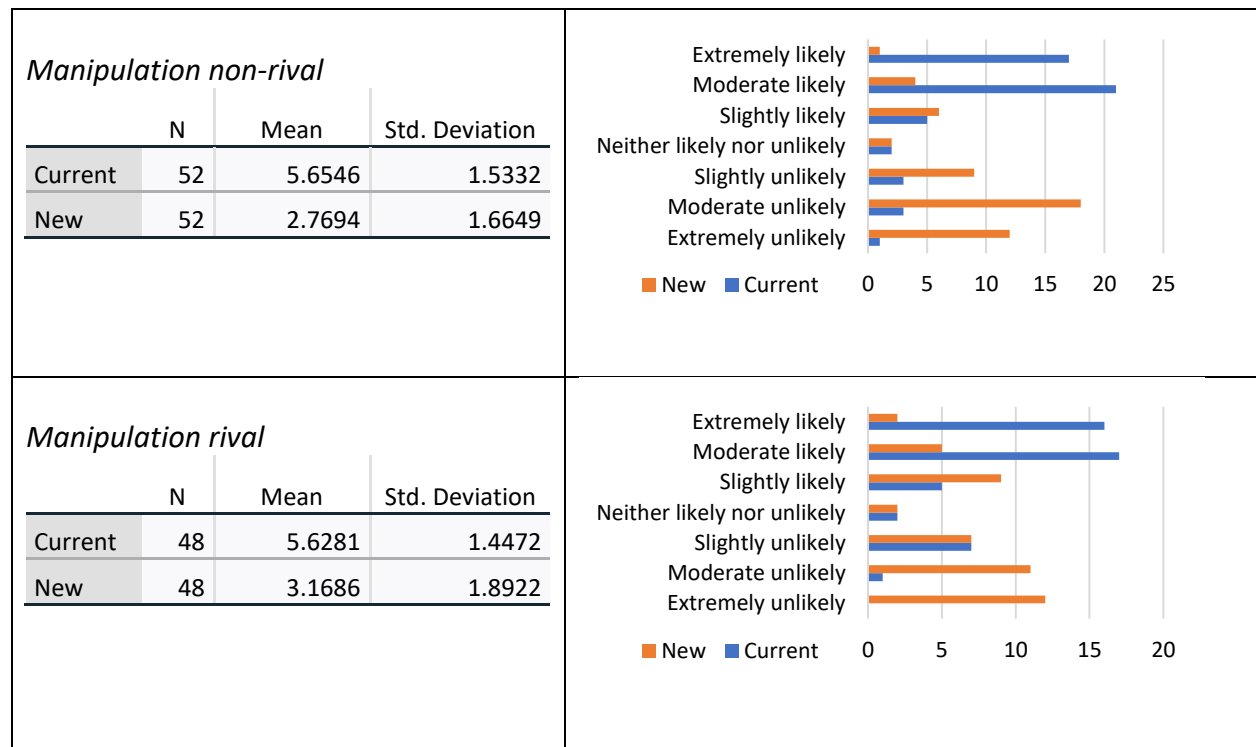 Manipulation non-rival
N Mean Std. Deviation
Current 52 5.6546 1.5332
New 52 2.7694 1.6649
Extremely likely
Moderate likely
Slightly likely
Neither likely nor unlikely
Slightly unlikely
Moderate unlikely
Extremely unlikely
New Current 0 5 10 15 20 25
Manipulation rival
N Mean Std. Deviation
Current 48 5.6281 1.4472
New 48 3.1686 1.8922
Extremely likely
Moderate likely
Slightly likely
Neither likely nor unlikely
Slightly unlikely
Moderate unlikely
Extremely unlikely
New Current 0 5 10 15 20